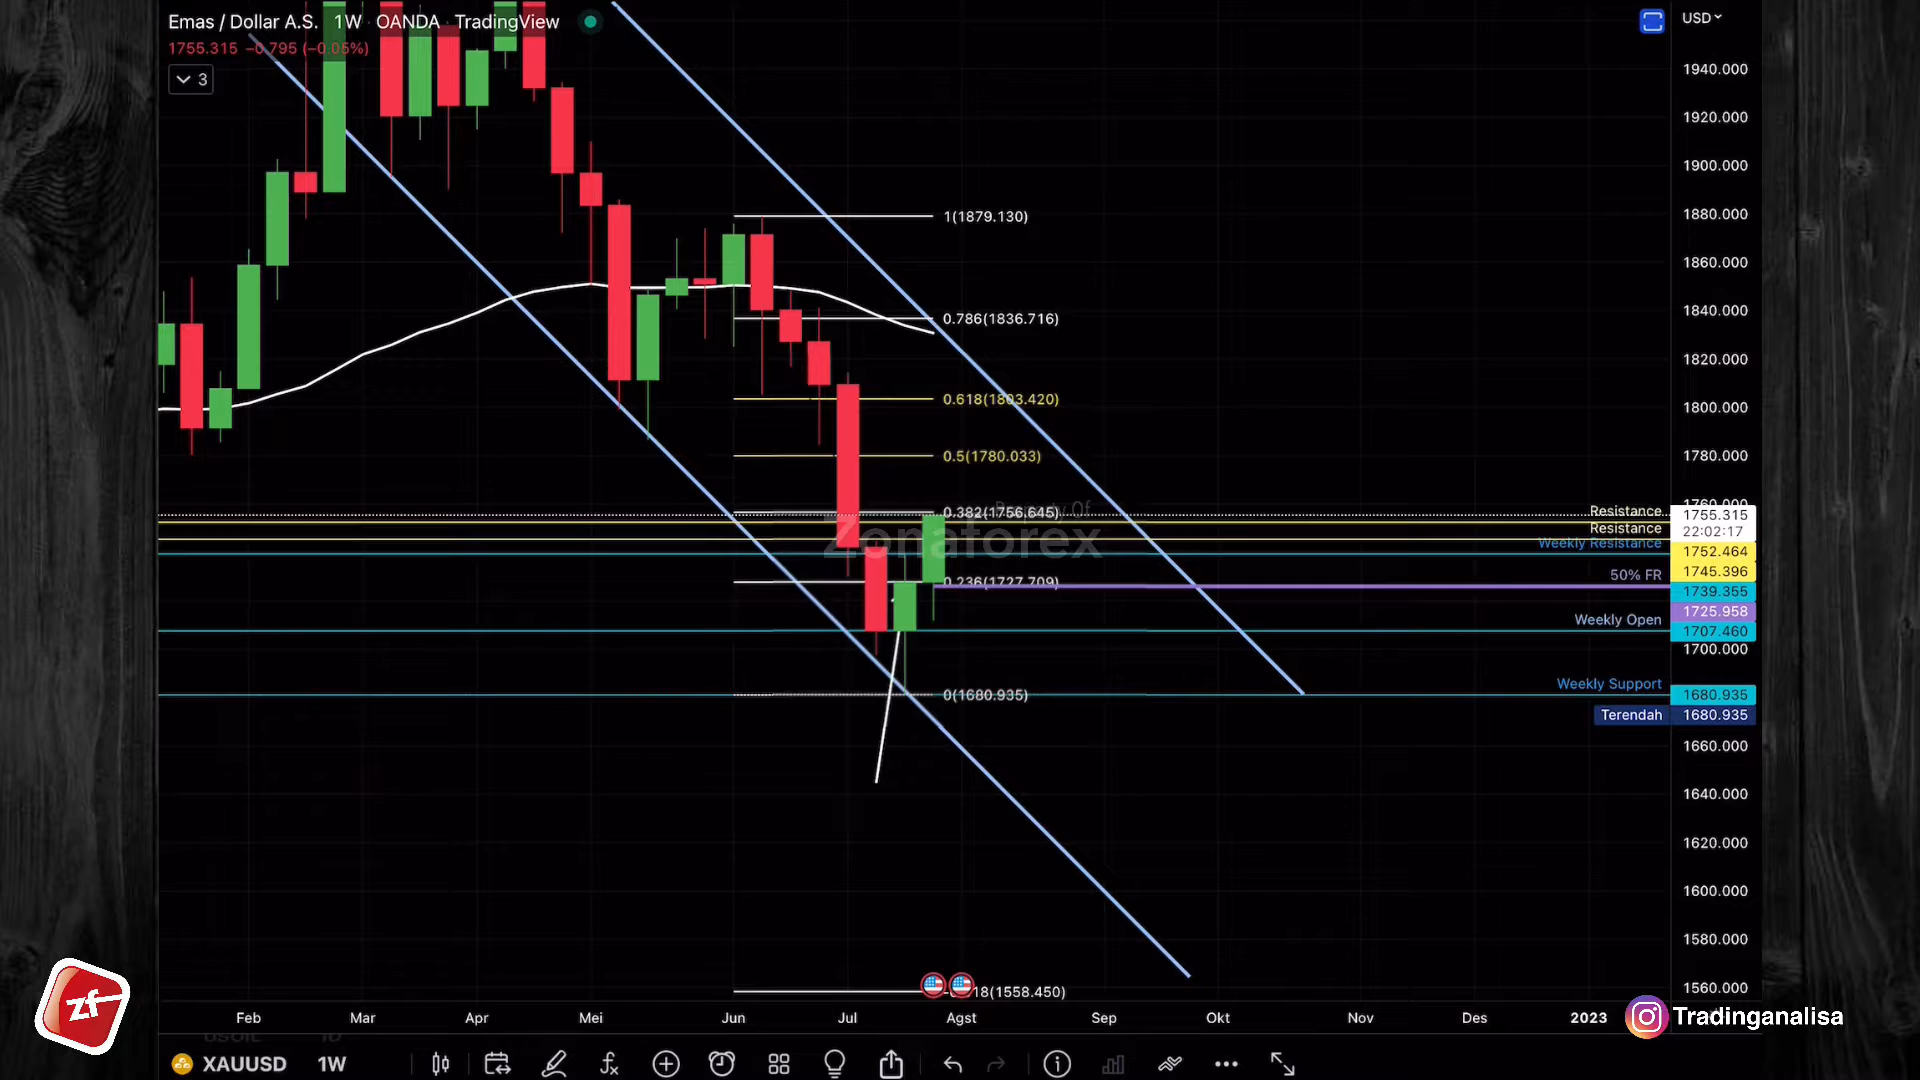 Emas / Dollar A.S. · 1W · OANDA · TradingView
USD
1755.315 −0.795 (−0.05%)
3
1940.000
1920.000
1900.000
1880.000
1860.000
1840.000
1820.000
1800.000
1780.000
1760.000
1(1879.130)
0.786(1836.716)
0.618(1803.420)
0.5(1780.033)
0.382(1756.645)
Property Of
Zonaforex
0.236(1727.709)
0(1680.935)
18(1558.450)
Resistance 1755.315
22:02:17
Resistance 1752.464
1745.396
Weekly Resistance 1739.355
50% FR 1725.958
Weekly Open 1707.460
1700.000
Weekly Support 1680.935
Terendah 1680.935
1660.000
1640.000
1620.000
1600.000
1580.000
1560.000
Feb Mar Apr Mei Jun Jul Agst Sep Okt Nov Des 2023
zf
Tradinganalisa
XAUUSD 1W